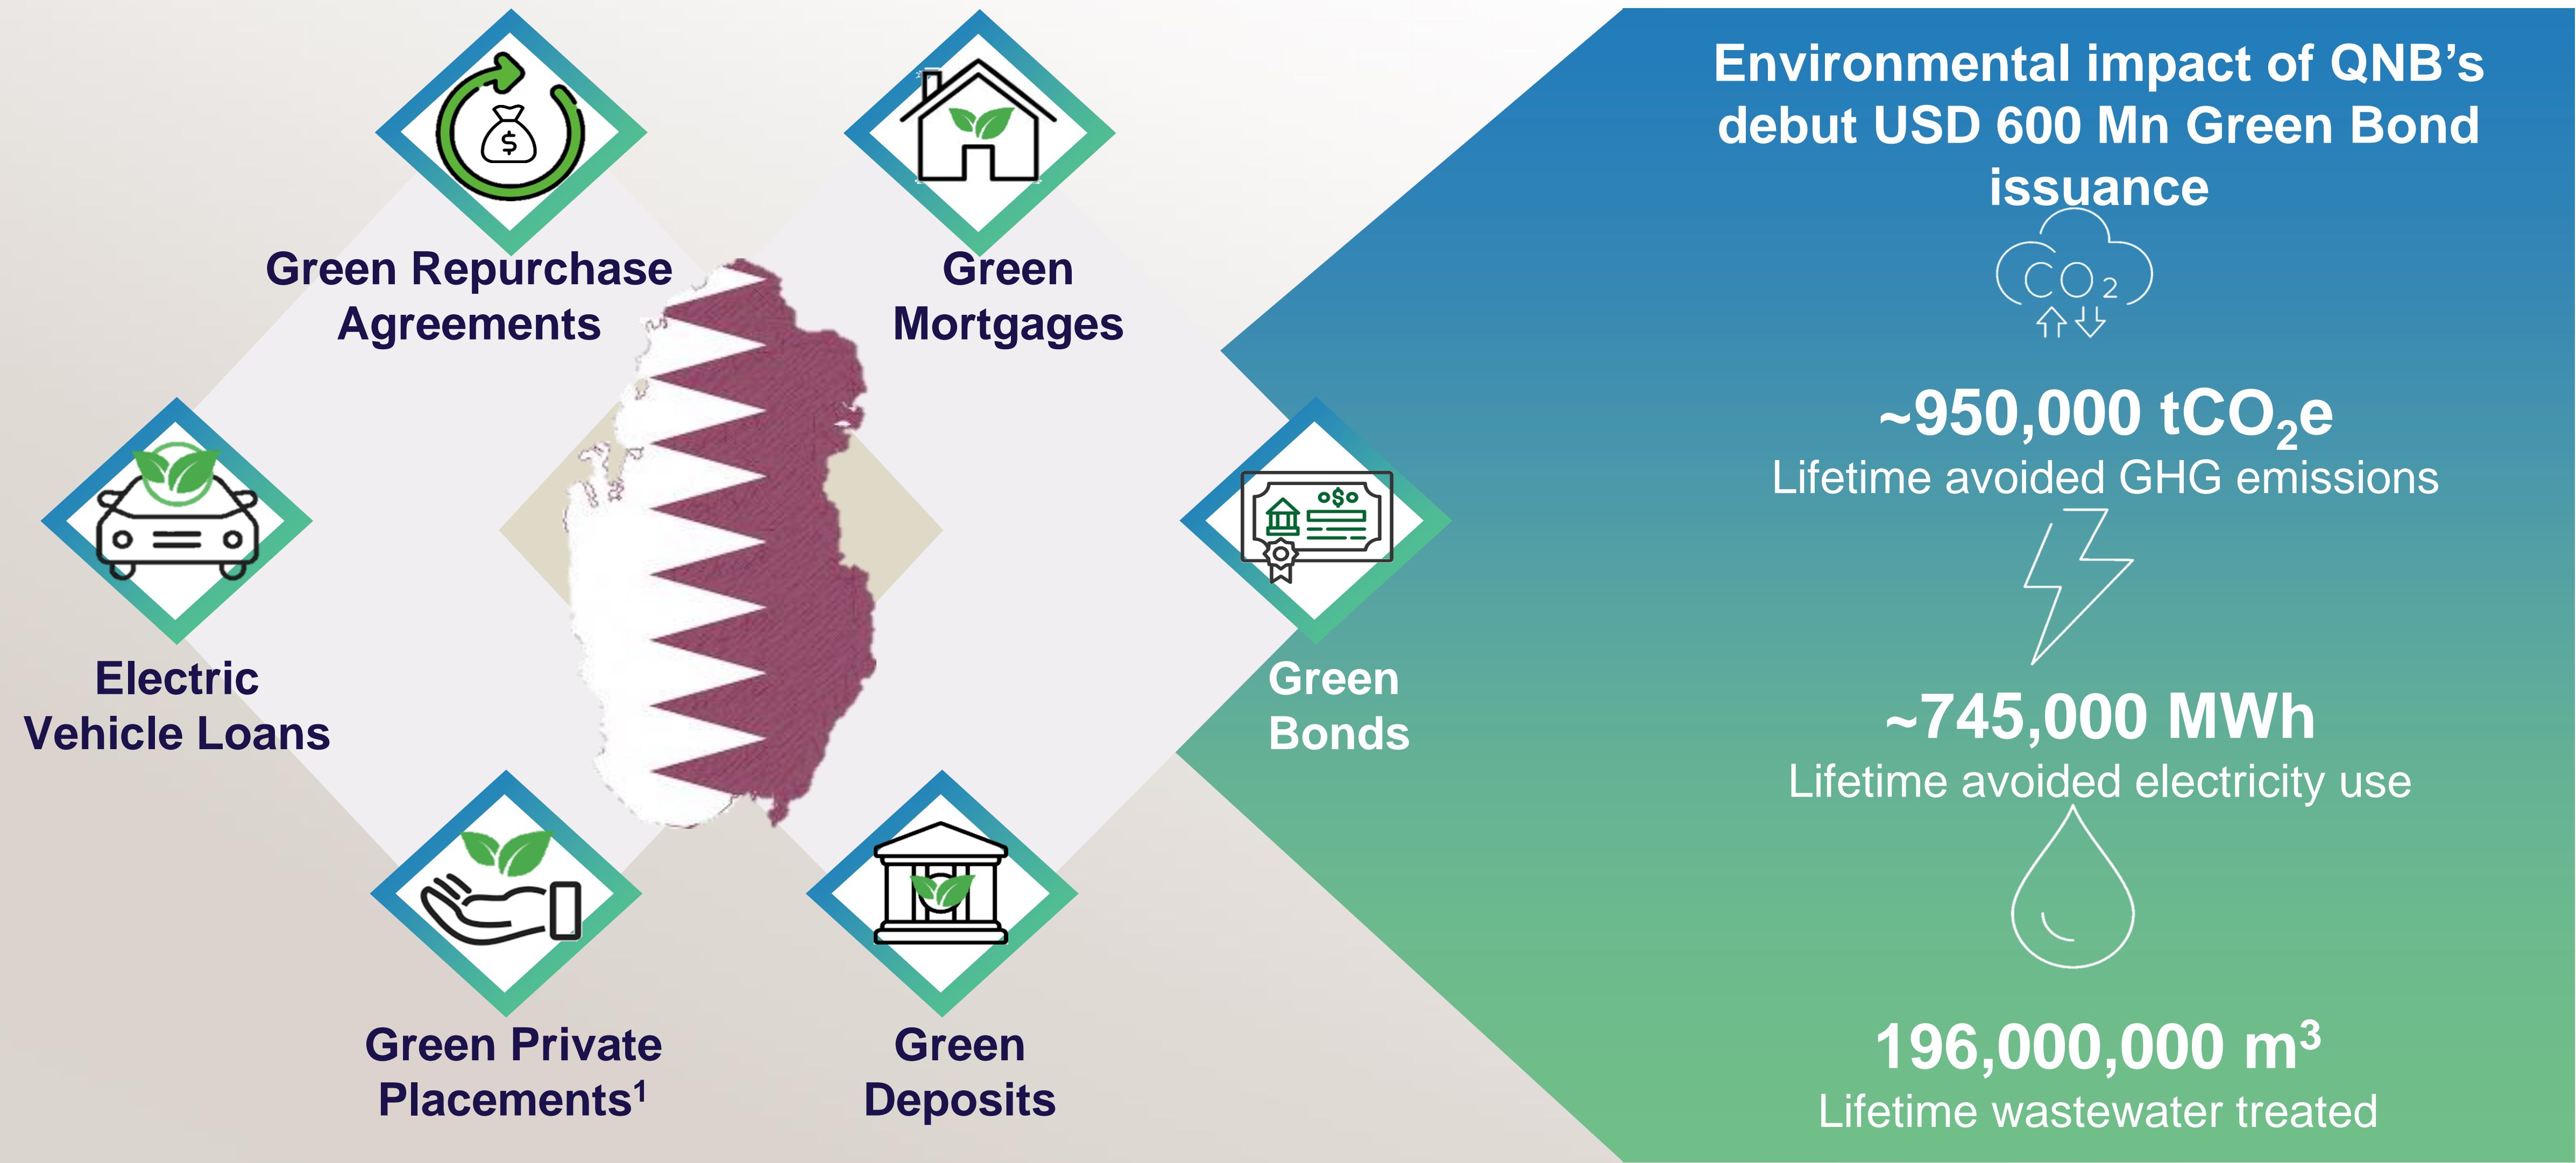 Green Repurchase
Agreements
Green
Mortgages
Electric
Vehicle Loans
Green
Bonds
Green Private
Placements¹
Green
Deposits
$
$
Environmental impact of QNB’s
debut USD 600 Mn Green Bond
issuance
CO₂
~950,000 tCO₂e
Lifetime avoided GHG emissions
~745,000 MWh
Lifetime avoided electricity use
196,000,000 m³
Lifetime wastewater treated